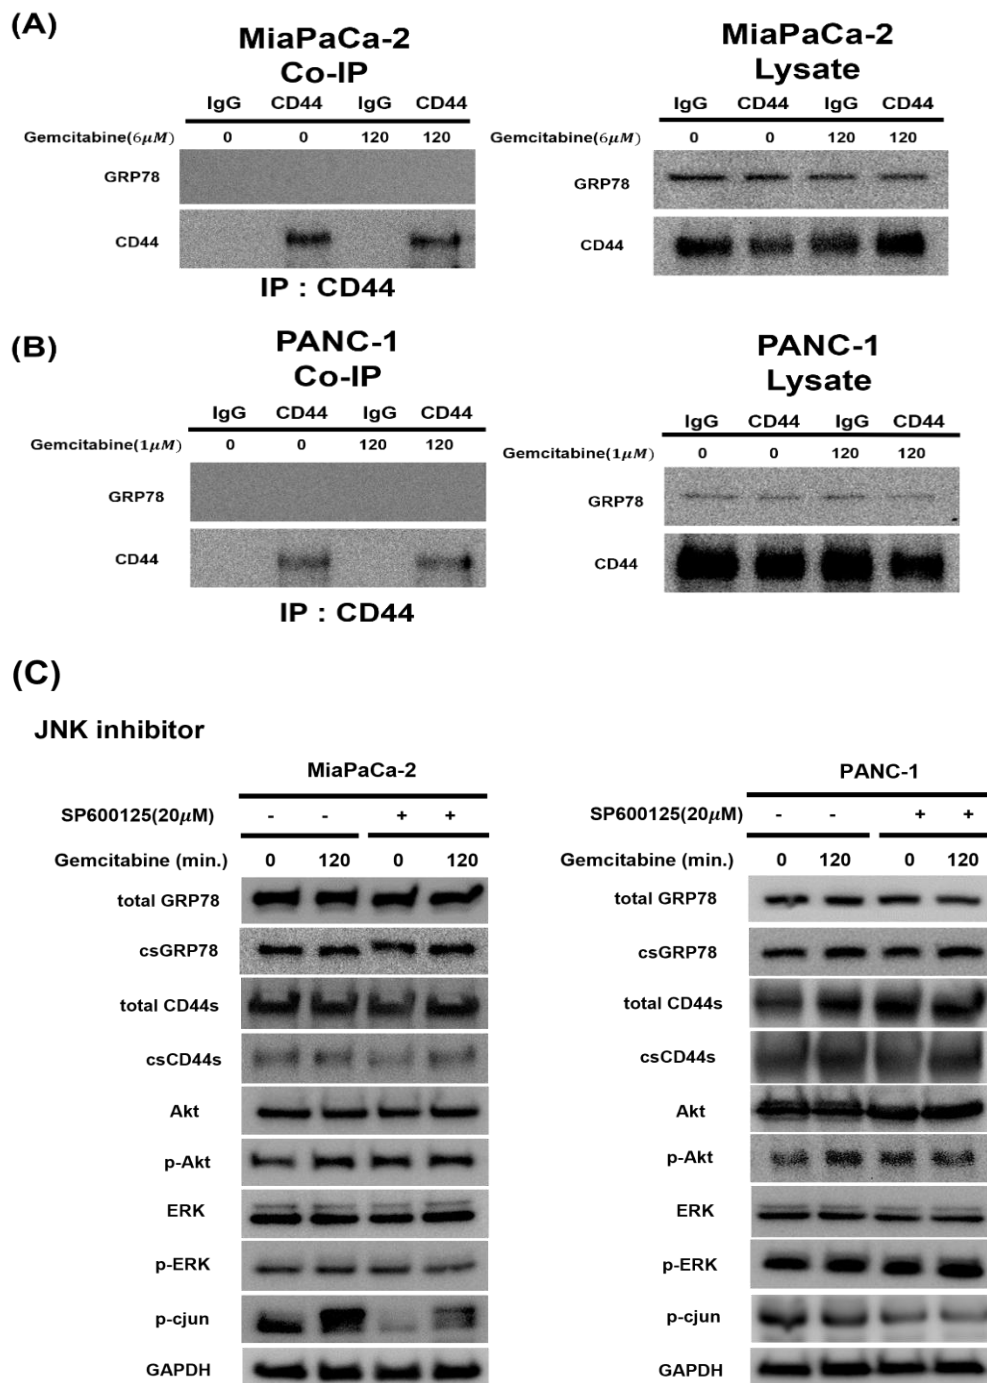 (A)
MiaPaCa-2
Co-IP
IgG CD44 IgG CD44
Gemcitabine(6μM) 0 0 120 120
GRP78
CD44
IP : CD44
MiaPaCa-2
Lysate
IgG CD44 IgG CD44
Gemcitabine(6μM) 0 0 120 120
GRP78
CD44
(B)
PANC-1
Co-IP
IgG CD44 IgG CD44
Gemcitabine(1μM) 0 0 120 120
GRP78
CD44
IP : CD44
PANC-1
Lysate
IgG CD44 IgG CD44
Gemcitabine(1μM) 0 0 120 120
GRP78
CD44
(C)
JNK inhibitor
MiaPaCa-2
SP600125(20μM) - - + +
Gemcitabine (min.) 0 120 0 120
total GRP78
csGRP78
total CD44s
csCD44s
Akt
p-Akt
ERK
p-ERK
p-cjun
GAPDH
PANC-1
SP600125(20μM) - - + +
Gemcitabine (min.) 0 120 0 120
total GRP78
csGRP78
total CD44s
csCD44s
Akt
p-Akt
ERK
p-ERK
p-cjun
GAPDH